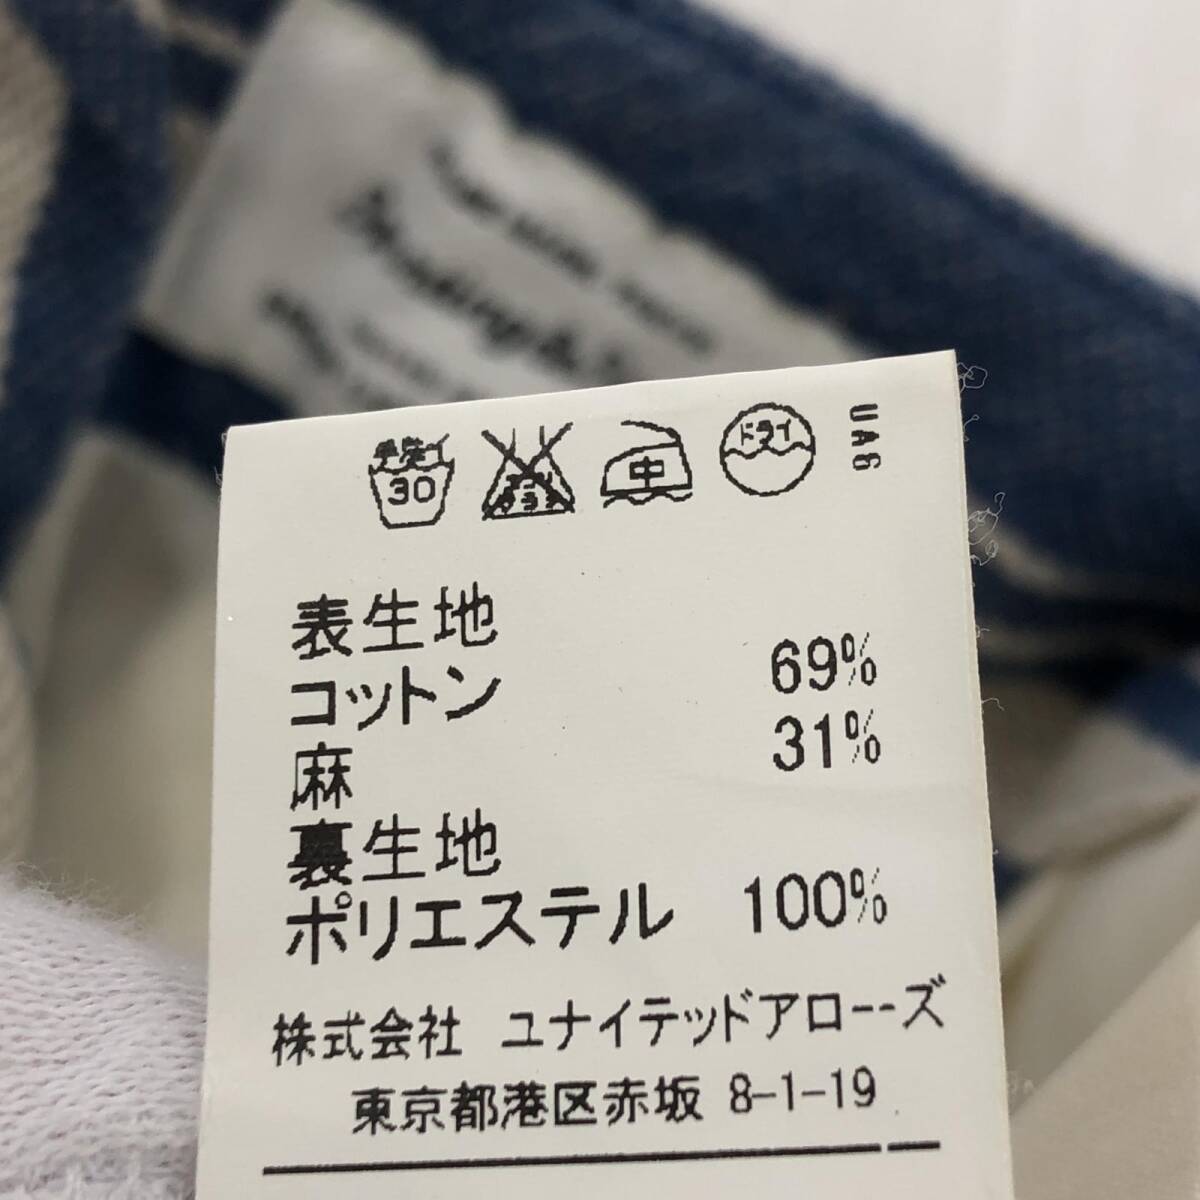 手洗イ
30
中
ドライ
UA6
表生地
コットン 69%
麻 31%
裏生地
ポリエステル 100%
株式会社 ユナイテッドアローズ
東京都港区赤坂 8-1-19